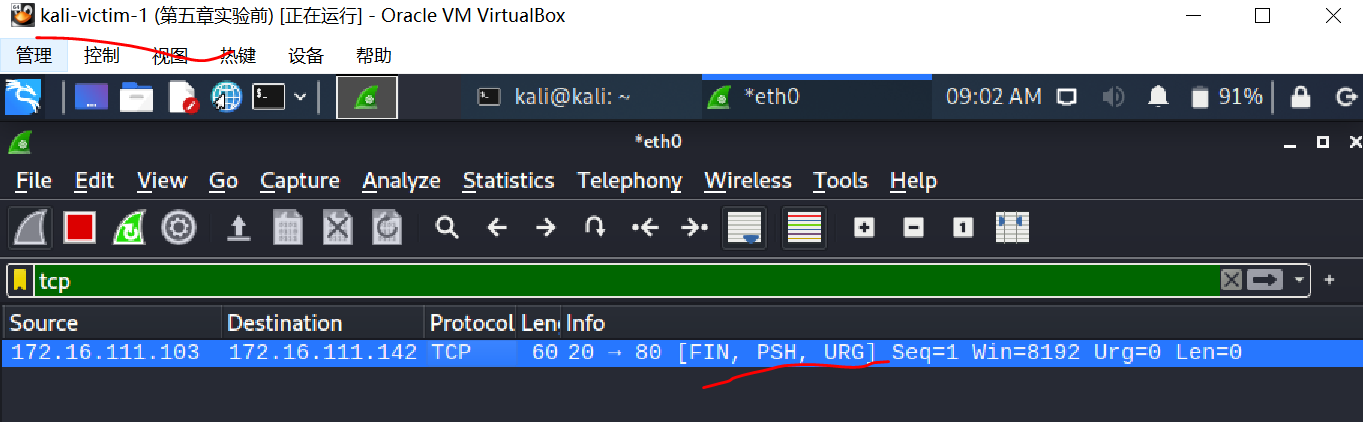 kali-victim-1 (第五章实验前) [正在运行] - Oracle VM VirtualBox
管理 控制 视图 热键 设备 帮助
kali@kali: ~ *eth0 09:02 AM 91%
*eth0
File Edit View Go Capture Analyze Statistics Telephony Wireless Tools Help
tcp
Source Destination Protocol Len Info
172.16.111.103 172.16.111.142 TCP 60 20 → 80 [FIN, PSH, URG] Seq=1 Win=8192 Urg=0 Len=0